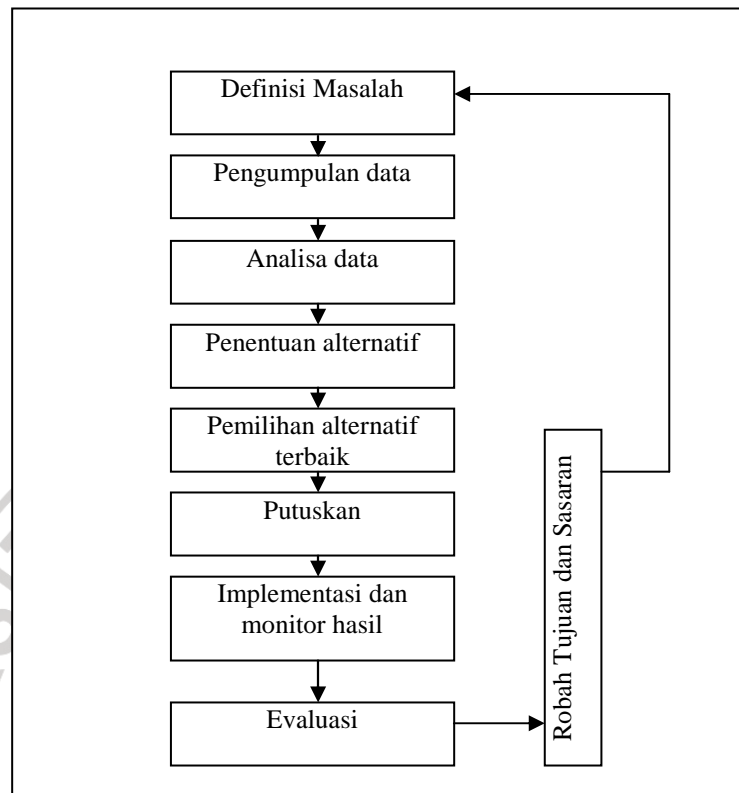 Definisi Masalah
Pengumpulan data
Analisa data
Penentuan alternatif
Pemilihan alternatif
terbaik
Putuskan
Implementasi dan
monitor hasil
Evaluasi
Robah Tujuan dan Sasaran